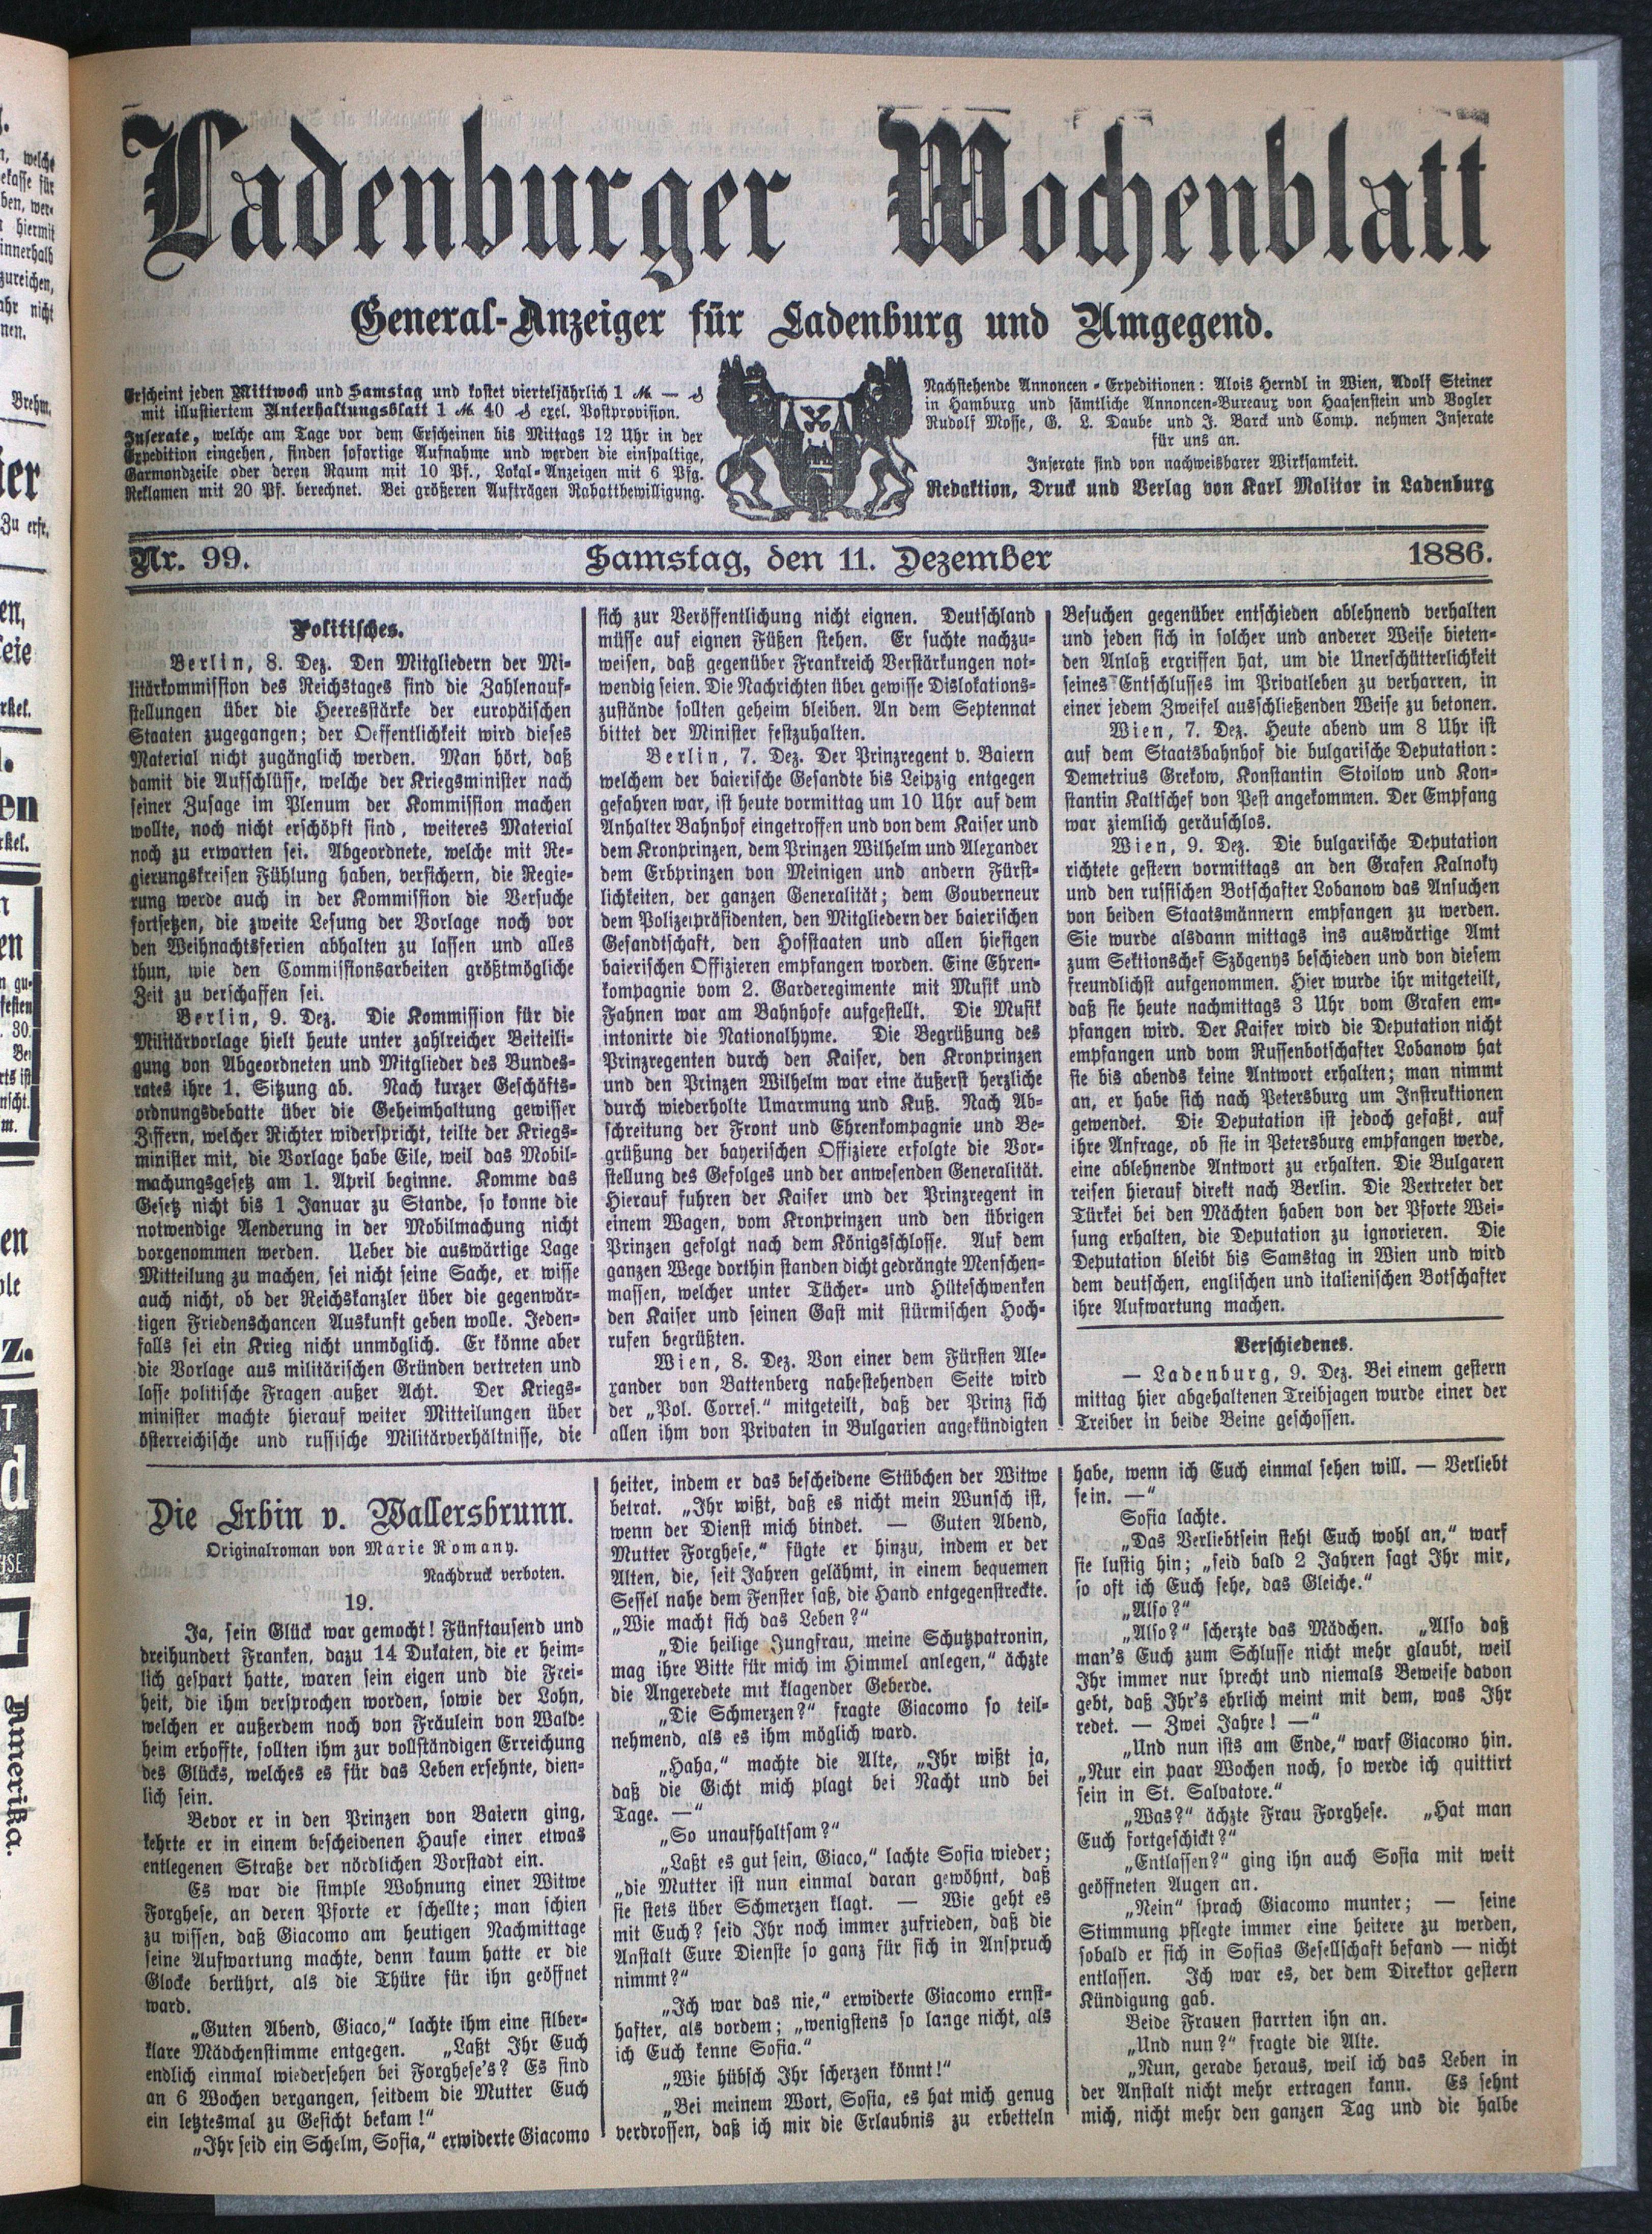 Ladenburger Wochenblatt
General-Anzeiger für Ladenburg und Umgegend.
Erscheint jeden Mittwoch und Samstag und kostet vierteljährlich 1 M. — ₰
mit illustiertem Unterhaltungsblatt 1 M. 40 ₰ excl. Postprovision.
Inserate, welche am Tage vor dem Erscheinen bis Mittags 12 Uhr in der
Expedition eingehen, finden sofortige Aufnahme und werden die einspaltige,
Garmondzeile oder deren Raum mit 10 Pf., Lokal-Anzeigen mit 6 Pfg.
Reklamen mit 20 Pf. berechnet. Bei größeren Aufträgen Rabattbewilligung.
Nachstehende Annoncen-Expeditionen: Alois Herndl in Wien, Adolf Steiner
in Hamburg und sämtliche Annoncen-Bureaux von Haasenstein und Vogler
Rudolf Mosse, G. L. Daube und J. Barck und Comp. nehmen Inserate
für uns an.
Inserate sind von nachweisbarer Wirksamkeit.
Redaktion, Druck und Verlag von Karl Molitor in Ladenburg
Nr. 99. Samstag, den 11. Dezember 1886.
Politisches.
Berlin, 8. Dez. Den Mitgliedern der Mi-
litärkommission des Reichstages sind die Zahlenauf-
stellungen über die Heeresstärke der europäischen
Staaten zugegangen; der Oeffentlichkeit wird dieses
Material nicht zugänglich werden. Man hört, daß
damit die Aufschlüsse, welche der Kriegsminister nach
seiner Zusage im Plenum der Kommission machen
wollte, noch nicht erschöpft sind, weiteres Material
noch zu erwarten sei. Abgeordnete, welche mit Re-
gierungskreisen Fühlung haben, versichern, die Regie-
rung werde auch in der Kommission die Versuche
fortsetzen, die zweite Lesung der Vorlage noch vor
den Weihnachtsferien abhalten zu lassen und alles
thun, wie den Commissionsarbeiten größtmögliche
Zeit zu verschaffen sei.
Berlin, 9. Dez. Die Kommission für die
Militärvorlage hielt heute unter zahlreicher Beiteili-
gung von Abgeordneten und Mitglieder des Bundes-
rates ihre 1. Sitzung ab. Nach kurzer Geschäfts-
ordnungsdebatte über die Geheimhaltung gewisser
Ziffern, welcher Richter widerspricht, teilte der Kriegs-
minister mit, die Vorlage habe Eile, weil das Mobil-
machungsgesetz am 1. April beginne. Komme das
Gesetz nicht bis 1 Januar zu Stande, so konne die
notwendige Aenderung in der Mobilmachung nicht
vorgenommen werden. Ueber die auswärtige Lage
Mitteilung zu machen, sei nicht seine Sache, er wisse
auch nicht, ob der Reichskanzler über die gegenwär-
tigen Friedenschancen Auskunft geben wolle. Jeden-
falls sei ein Krieg nicht unmöglich. Er könne aber
die Vorlage aus militärischen Gründen vertreten und
lasse politische Fragen außer Acht. Der Kriegs-
minister machte hierauf weiter Mitteilungen über
österreichische und russische Militärverhältnisse, die
sich zur Veröffentlichung nicht eignen. Deutschland
müsse auf eignen Füßen stehen. Er suchte nachzu-
weisen, daß gegenüber Frankreich Verstärkungen not-
wendig seien. Die Nachrichten über gewisse Dislokations-
zustände sollten geheim bleiben. An dem Septennat
bittet der Minister festzuhalten.
Berlin, 7. Dez. Der Prinzregent v. Baiern
welchem der baierische Gesandte bis Leipzig entgegen
gefahren war, ist heute vormittag um 10 Uhr auf dem
Anhalter Bahnhof eingetroffen und von dem Kaiser und
dem Kronprinzen, dem Prinzen Wilhelm und Alexander
dem Erbprinzen von Meinigen und andern Fürst-
lichkeiten, der ganzen Generalität; dem Gouverneur
dem Polizeipräsidenten, den Mitgliedern der baierischen
Gesandtschaft, den Hofstaaten und allen hiesigen
baierischen Offizieren empfangen worden. Eine Ehren-
kompagnie vom 2. Garderegimente mit Musik und
Fahnen war am Bahnhofe aufgestellt. Die Musik
intonirte die Nationalhyme. Die Begrüßung des
Prinzregenten durch den Kaiser, den Kronprinzen
und den Prinzen Wilhelm war eine äußerst herzliche
durch wiederholte Umarmung und Kuß. Nach Ab-
schreitung der Front und Ehrenkompagnie und Be-
grüßung der bayerischen Offiziere erfolgte die Vor-
stellung des Gefolges und der anwesenden Generalität.
Hierauf fuhren der Kaiser und der Prinzregent in
einem Wagen, vom Kronprinzen und den übrigen
Prinzen gefolgt nach dem Königsschlosse. Auf dem
ganzen Wege dorthin standen dicht gedrängte Menschen-
massen, welcher unter Tücher- und Hüteschwenken
den Kaiser und seinen Gast mit stürmischen Hoch-
rufen begrüßten.
Wien, 8. Dez. Von einer dem Fürsten Ale-
xander von Battenberg nahestehenden Seite wird
der „Pol. Corres.“ mitgeteilt, daß der Prinz sich
allen ihm von Privaten in Bulgarien angekündigten
Besuchen gegenüber entschieden ablehnend verhalten
und jeden sich in solcher und anderer Weise bieten-
den Anlaß ergriffen hat, um die Unerschütterlichkeit
seines Entschlusses im Privatleben zu verharren, in
einer jedem Zweifel ausschließenden Weise zu betonen.
Wien, 7. Dez. Heute abend um 8 Uhr ist
auf dem Staatsbahnhof die bulgarische Deputation:
Demetrius Grekow, Konstantin Stoilow und Kon-
stantin Kaltschef von Pest angekommen. Der Empfang
war ziemlich geräuschlos.
Wien, 9. Dez. Die bulgarische Deputation
richtete gestern vormittags an den Grafen Kalnoky
und den russischen Botschafter Lobanow das Ansuchen
von beiden Staatsmännern empfangen zu werden.
Sie wurde alsdann mittags ins auswärtige Amt
zum Sektionschef Szögenys beschieden und von diesem
freundlichst aufgenommen. Hier wurde ihr mitgeteilt,
daß sie heute nachmittags 3 Uhr vom Grafen em-
pfangen wird. Der Kaiser wird die Deputation nicht
empfangen und vom Russenbotschafter Lobanow hat
sie bis abends keine Antwort erhalten; man nimmt
an, er habe sich nach Petersburg um Instruktionen
gewendet. Die Deputation ist jedoch gefaßt, auf
ihre Anfrage, ob sie in Petersburg empfangen werde,
eine ablehnende Antwort zu erhalten. Die Bulgaren
reisen hierauf direkt nach Berlin. Die Vertreter der
Türkei bei den Mächten haben von der Pforte Wei-
sung erhalten, die Deputation zu ignorieren. Die
Deputation bleibt bis Samstag in Wien und wird
dem deutschen, englischen und italienischen Botschafter
ihre Aufwartung machen.
Verschiedenes.
— Ladenburg, 9. Dez. Bei einem gestern
mittag hier abgehaltenen Treibjagen wurde einer der
Treiber in beide Beine geschossen.
Die Erbin v. Wallersbrunn.
Originalroman von Marie Romany.
Nachdruck verboten.
19.
Ja, sein Glück war gemocht! Fünftausend und
dreihundert Franken, dazu 14 Dukaten, die er heim-
lich gespart hatte, waren sein eigen und die Frei-
heit, die ihm versprochen worden, sowie der Lohn,
welchen er außerdem noch von Fräulein von Wald-
heim erhoffte, sollten ihm zur vollständigen Erreichung
des Glücks, welches es für das Leben ersehnte, dien-
lich sein.
Bevor er in den Prinzen von Baiern ging,
kehrte er in einem bescheidenen Hause einer etwas
entlegenen Straße der nördlichen Vorstadt ein.
Es war die simple Wohnung einer Witwe
Forghese, an deren Pforte er schellte; man schien
zu wissen, daß Giacomo am heutigen Nachmittage
seine Aufwartung machte, denn kaum hatte er die
Glocke berührt, als die Thüre für ihn geöffnet
ward.
„Guten Abend, Giaco,“ lachte ihm eine silber-
klare Mädchenstimme entgegen. „Laßt Ihr Euch
endlich einmal wiedersehen bei Forghese's? Es sind
an 6 Wochen vergangen, seitdem die Mutter Euch
ein letztesmal zu Gesicht bekam!“
„Ihr seid ein Schelm, Sofia,“ erwiderte Giacomo
heiter, indem er das bescheidene Stübchen der Witwe
betrat. „Ihr wißt, daß es nicht mein Wunsch ist,
wenn der Dienst mich bindet. — Guten Abend,
Mutter Forghese,“ fügte er hinzu, indem er der
Alten, die, seit Jahren gelähmt, in einem bequemen
Sessel nahe dem Fenster saß, die Hand entgegenstreckte.
„Wie macht sich das Leben?“
„Die heilige Jungfrau, meine Schutzpatronin,
mag ihre Bitte für mich im Himmel anlegen,“ ächzte
die Angeredete mit klagender Geberde.
„Die Schmerzen?“ fragte Giacomo so teil-
nehmend, als es ihm möglich ward.
„Haha,“ machte die Alte, „Ihr wißt ja,
daß die Gicht mich plagt bei Nacht und bei
Tage. —“
„So unaufhaltsam?“
„Laßt es gut sein, Giaco,“ lachte Sofia wieder;
„die Mutter ist nun einmal daran gewöhnt, daß
sie stets über Schmerzen klagt. — Wie geht es
mit Euch? seid Ihr noch immer zufrieden, daß die
Anstalt Eure Dienste so ganz für sich in Anspruch
nimmt?“
„Ich war das nie,“ erwiderte Giacomo ernst-
hafter, als vordem; „wenigstens so lange nicht, als
ich Euch kenne Sofia.“
„Wie hübsch Ihr scherzen könnt!“
„Bei meinem Wort, Sofia, es hat mich genug
verdrossen, daß ich mir die Erlaubnis zu erbetteln
habe, wenn ich Euch einmal sehen will. — Verliebt
sein. —“
Sofia lachte.
„Das Verliebtsein steht Euch wohl an,“ warf
sie lustig hin; „seid bald 2 Jahren sagt Ihr mir,
so oft ich Euch sehe, das Gleiche.“
„Also?“
„Also?“ scherzte das Mädchen. „Also daß
man's Euch zum Schlusse nicht mehr glaubt, weil
Ihr immer nur sprecht und niemals Beweise davon
gebt, daß Ihr's ehrlich meint mit dem, was Ihr
redet. — Zwei Jahre! —“
„Und nun ists am Ende,“ warf Giacomo hin.
„Nur ein paar Wochen noch, so werde ich quittirt
sein in St. Salvatore.“
„Was?“ ächzte Frau Forghese. „Hat man
Euch fortgeschickt?“
„Entlassen?“ ging ihn auch Sofia mit weit
geöffneten Augen an.
„Nein“ sprach Giacomo munter; — seine
Stimmung pflegte immer eine heitere zu werden,
sobald er sich in Sofias Gesellschaft befand — nicht
entlassen. Ich war es, der dem Direktor gestern
Kündigung gab.
Beide Frauen starrten ihn an.
„Und nun?“ fragte die Alte.
„Nun, gerade heraus, weil ich das Leben in
der Anstalt nicht mehr ertragen kann. Es sehnt
mich, nicht mehr den ganzen Tag und die halbe